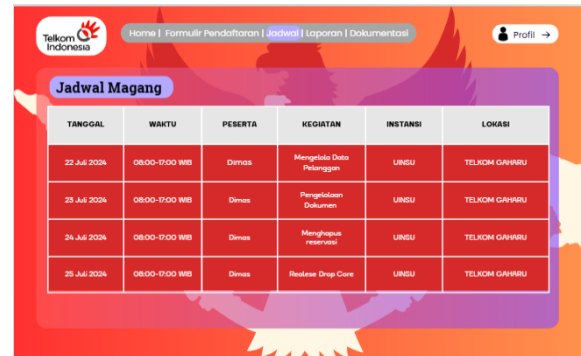 Telkom
Indonesia
Home | Formulir Pendaftaran | Jadwal | Laporan | Dokumentasi
Profil →
Jadwal Magang
TANGGAL WAKTU PESERTA KEGIATAN INSTANSI LOKASI
22 Juli 2024 08:00-17:00 WIB Dimas Mengelola Data Pelanggan UINSU TELKOM GAHARU
23 Juli 2024 08:00-17:00 WIB Dimas Pengelolaan Dokumen UINSU TELKOM GAHARU
24 Juli 2024 08:00-17:00 WIB Dimas Menghapus reservasi UINSU TELKOM GAHARU
25 Juli 2024 08:00-17:00 WIB Dimas Realese Drop Core UINSU TELKOM GAHARU